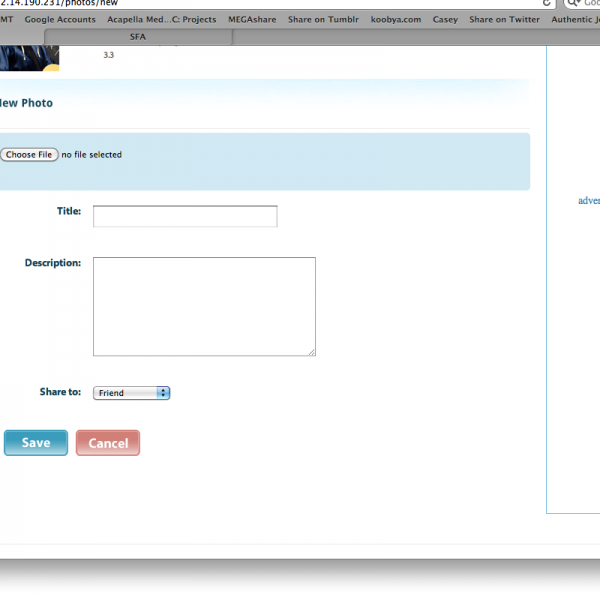 2.14.190.231/photos/new
MT Google Accounts Acapella Med...C: Projects MEGAshare Share on Tumblr koobya.com Casey Share on Twitter Authentic J
SFA
3.3
New Photo
Choose File no file selected
adver
Title:
Description:
Share to: Friend
Save Cancel